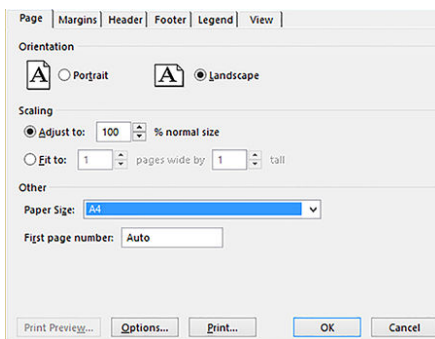 Page Margins Header Footer Legend View
Orientation
A Portrait A Landscape
Scaling
Adjust to: 100 % normal size
Fit to: 1 pages wide by 1 tall
Other
Paper Size: A4
First page number: Auto
Print Preview... Options... Print... OK Cancel